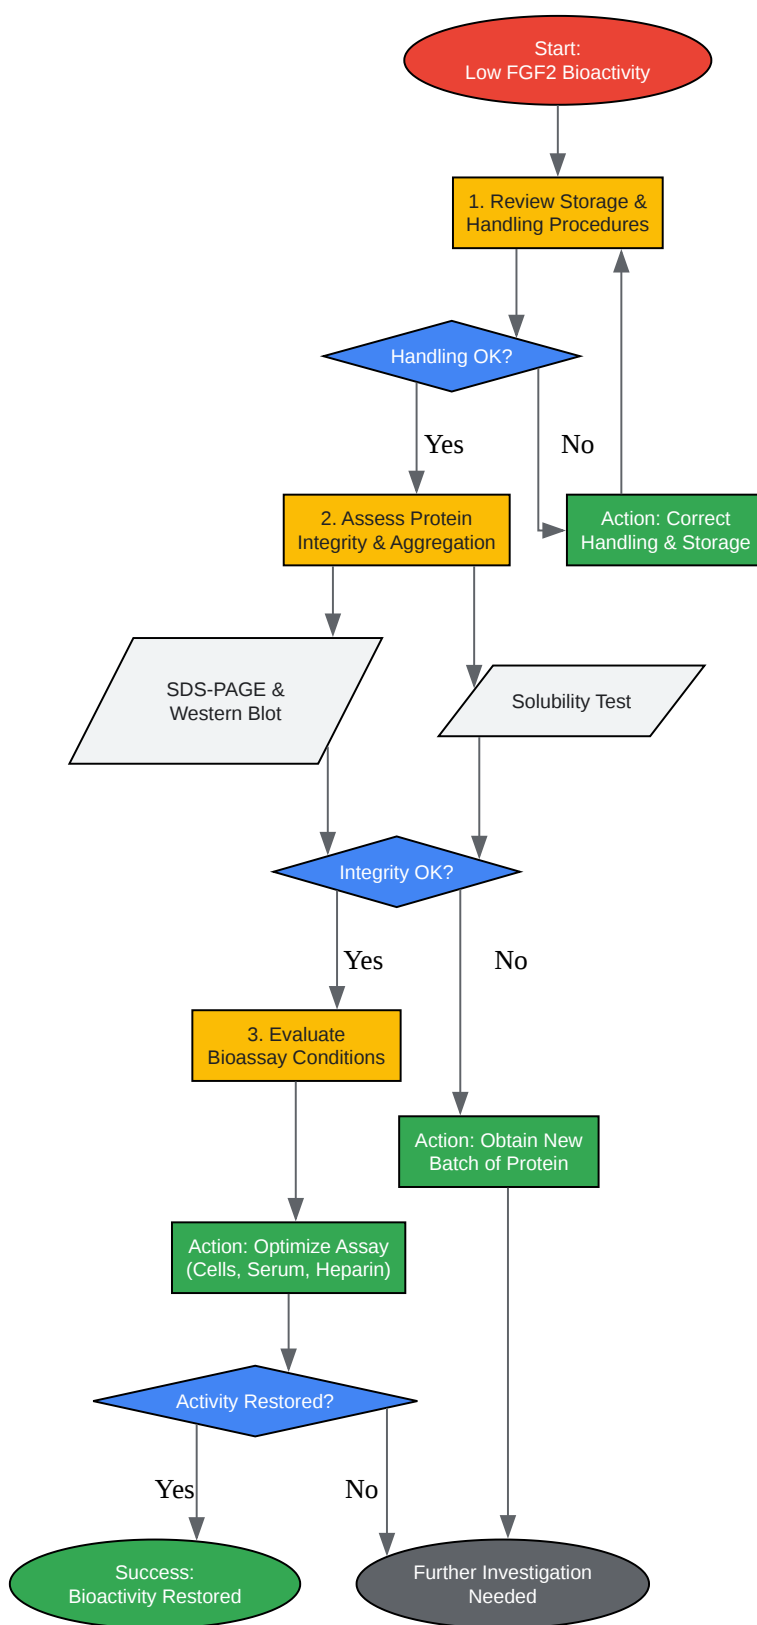 Start:
Low FGF2 Bioactivity
1. Review Storage &
Handling Procedures
Handling OK?
Yes
No
2. Assess Protein
Integrity & Aggregation
Action: Correct
Handling & Storage
SDS-PAGE &
Western Blot
Solubility Test
Integrity OK?
Yes
No
3. Evaluate
Bioassay Conditions
Action: Obtain New
Batch of Protein
Action: Optimize Assay
(Cells, Serum, Heparin)
Activity Restored?
Yes
No
Success:
Bioactivity Restored
Further Investigation
Needed